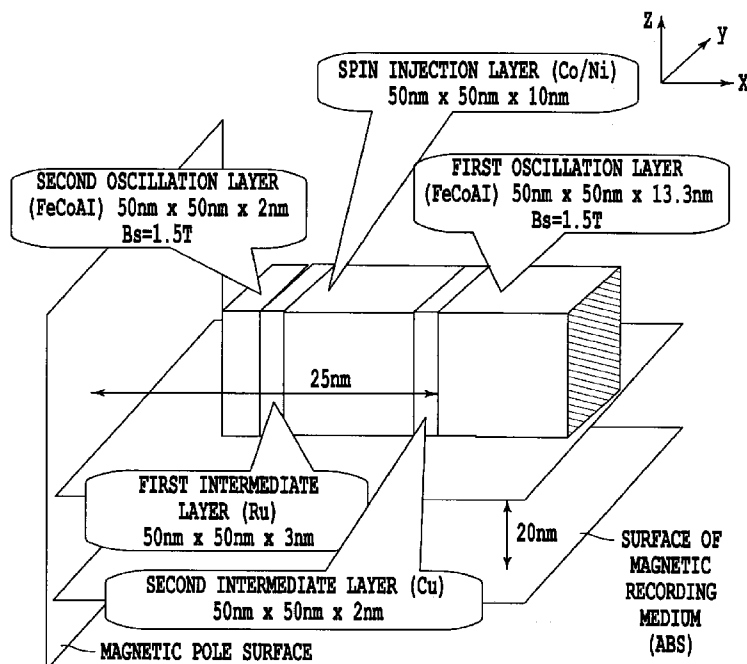 Z
y
X
SPIN INJECTION LAYER (Co/Ni)
50nm x 50nm x 10nm
SECOND OSCILLATION LAYER
(FeCoAI) 50nm x 50nm x 2nm
Bs=1.5T
FIRST OSCILLATION LAYER
(FeCoAI) 50nm x 50nm x 13.3nm
Bs=1.5T
25nm
FIRST INTERMEDIATE
LAYER (Ru)
50nm x 50nm x 3nm
20nm
SECOND INTERMEDIATE LAYER (Cu)
50nm x 50nm x 2nm
SURFACE OF
MAGNETIC
RECORDING
MEDIUM
(ABS)
MAGNETIC POLE SURFACE